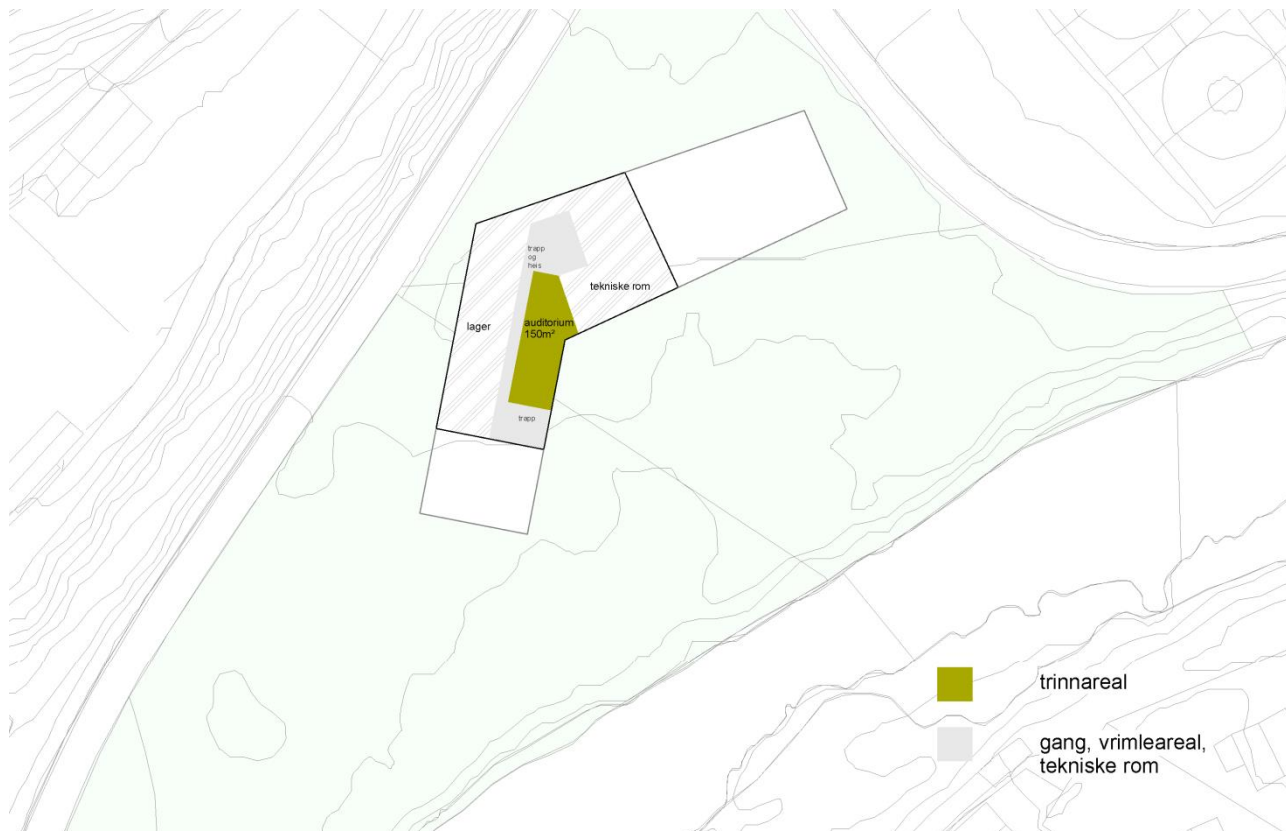 trapp
og
heis
tekniske rom
lager
auditorium
150m²
trapp
trinnareal
gang, vrimleareal,
tekniske rom